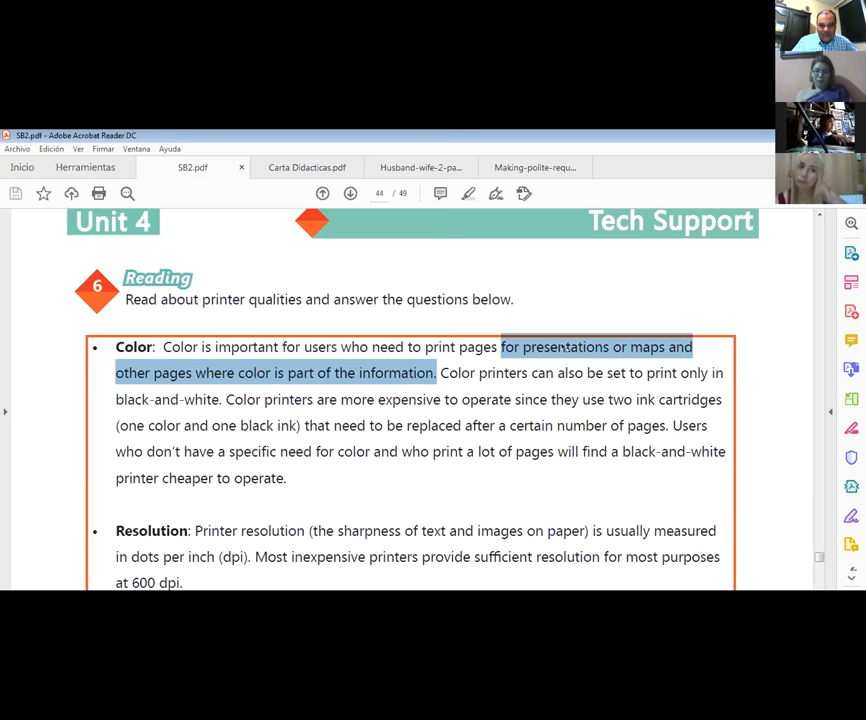 SB2.pdf - Adobe Acrobat Reader DC
Archivo Edición Ver Firmar Ventana Ayuda
Inicio Herramientas SB2.pdf × Carta Didacticas.pdf Husband-wife-2-pa... Making-polite-requ...
44 / 49
Unit 4 Tech Support
6 Reading
Read about printer qualities and answer the questions below.
• Color: Color is important for users who need to print pages for presentations or maps and
other pages where color is part of the information. Color printers can also be set to print only in
black-and-white. Color printers are more expensive to operate since they use two ink cartridges
(one color and one black ink) that need to be replaced after a certain number of pages. Users
who don't have a specific need for color and who print a lot of pages will find a black-and-white
printer cheaper to operate.
• Resolution: Printer resolution (the sharpness of text and images on paper) is usually measured
in dots per inch (dpi). Most inexpensive printers provide sufficient resolution for most purposes
at 600 dpi.